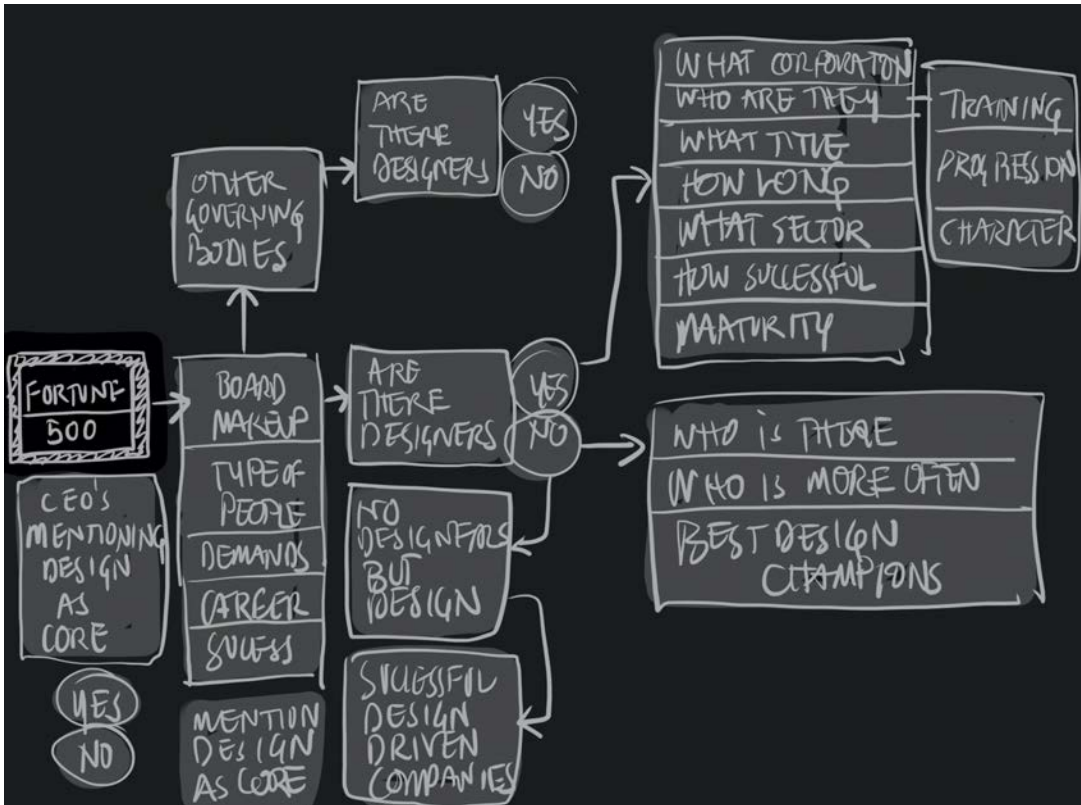 ARE
THERE
DESIGNERS
YES
NO
OTHER
GOVERNING
BODIES
WHAT CORPORATON
WHO ARE THEY
WHAT TITLE
HOW LONG
WHAT SECTOR
HOW SUCCESSFUL
MAATURITY
TRAINING
PROGRESSION
CHARACTER
FORTUNE
500
BOARD
MAKEUP
TYPE OF
PEOPLE
DEMANDS
CAREER
SUCESS
ARE
THERE
DESIGNERS
YES
NO
WHO IS THERE
WHO IS MORE OFTEN
BEST DESIGN
CHAMPIONS
CEO'S
MENTIONING
DESIGN
AS
CORE
YES
NO
MENTION
DESIGN
AS CORE
NO
DESIGNERS
BUT
DESIGN
SUCESSFUL
DESIGN
DRIVEN
COMPANIES